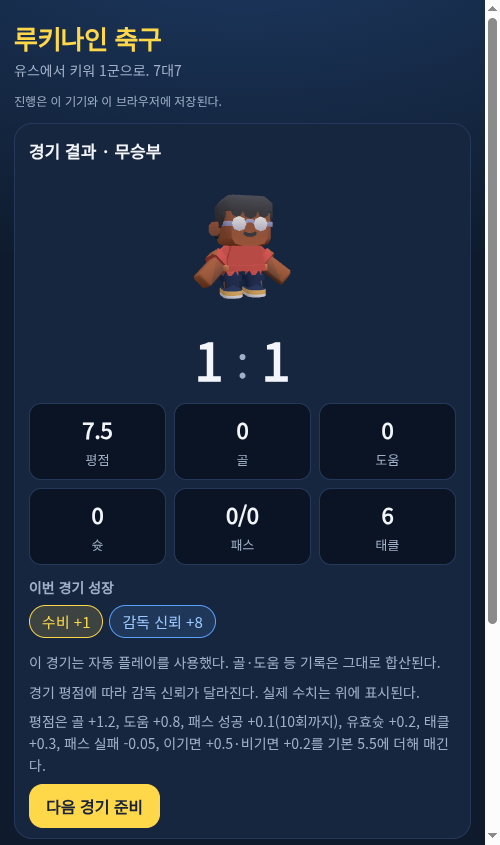 루키나인 축구
유스에서 키워 1군으로. 7대7
진행은 이 기기와 이 브라우저에 저장된다.
경기 결과 · 무승부
1 : 1
7.5
평점
0
골
0
도움
0
슛
0/0
패스
6
태클
이번 경기 성장
수비 +1
감독 신뢰 +8
이 경기는 자동 플레이를 사용했다. 골·도움 등 기록은 그대로 합산된다.
경기 평점에 따라 감독 신뢰가 달라진다. 실제 수치는 위에 표시된다.
평점은 골 +1.2, 도움 +0.8, 패스 성공 +0.1(10회까지), 유효슛 +0.2, 태클
+0.3, 패스 실패 -0.05, 이기면 +0.5·비기면 +0.2를 기본 5.5에 더해 매긴
다.
다음 경기 준비